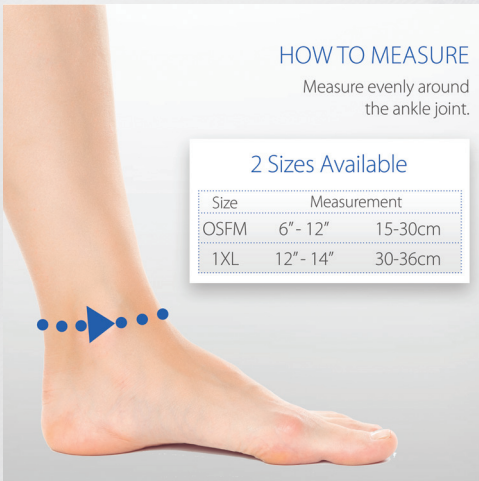 HOW TO MEASURE
Measure evenly around
the ankle joint.
2 Sizes Available
Size Measurement
OSFM 6" - 12" 15-30cm
1XL 12" - 14" 30-36cm